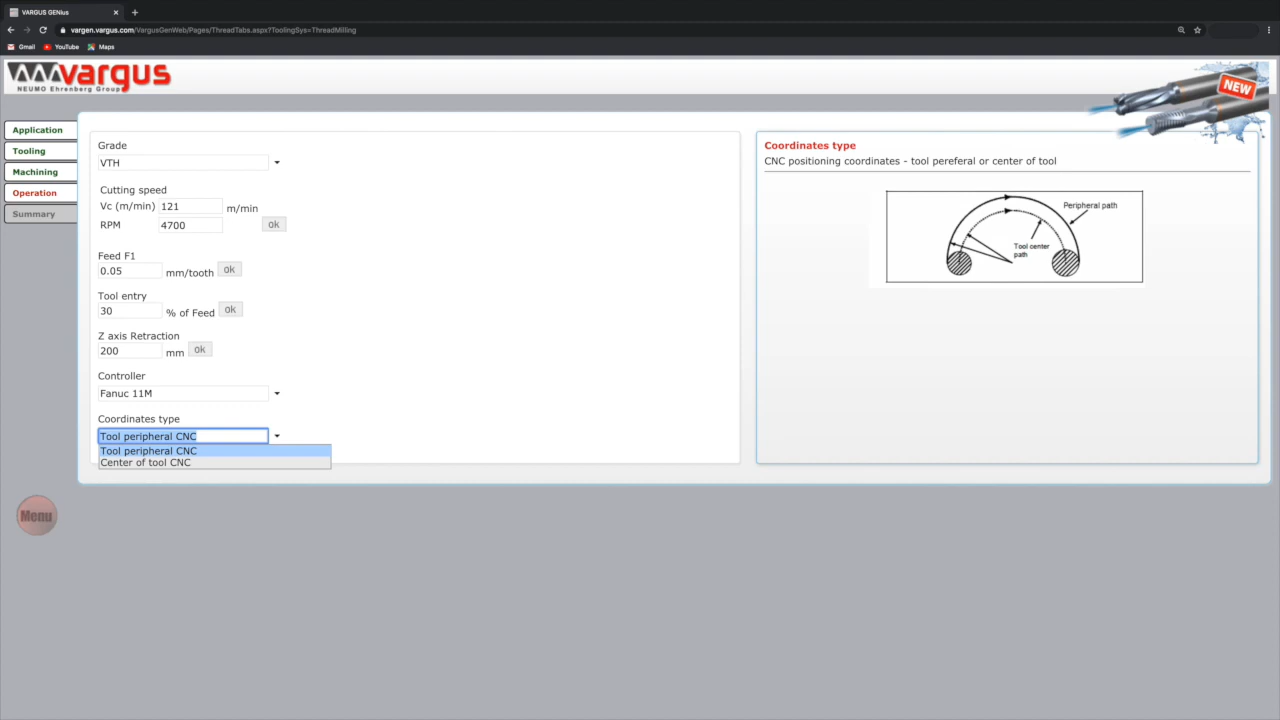 VARGUS GENius
vargen.vargus.com/VargusGenWeb/Pages/ThreadTabs.aspx?ToolingSys=ThreadMilling
Gmail YouTube Maps
vargus
NEUMO Ehrenberg Group
NEW
Application
Tooling
Machining
Operation
Summary
Menu
Grade
VTH
Cutting speed
Vc (m/min) 121 m/min
RPM 4700 ok
Feed F1
0.05 mm/tooth ok
Tool entry
30 % of Feed ok
Z axis Retraction
200 mm ok
Controller
Fanuc 11M
Coordinates type
Tool peripheral CNC
Tool peripheral CNC
Center of tool CNC
Coordinates type
CNC positioning coordinates - tool pereferal or center of tool
Peripheral path
Tool center
path